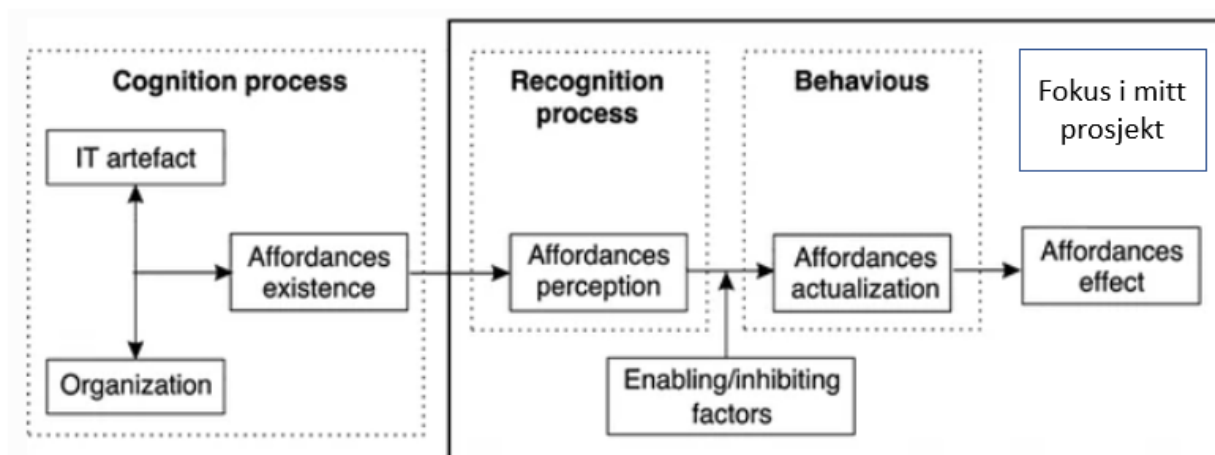 Cognition process
IT artefact
Affordances
existence
Organization
Recognition
process
Affordances
perception
Enabling/inhibiting
factors
Behavious
Affordances
actualization
Fokus i mitt
prosjekt
Affordances
effect